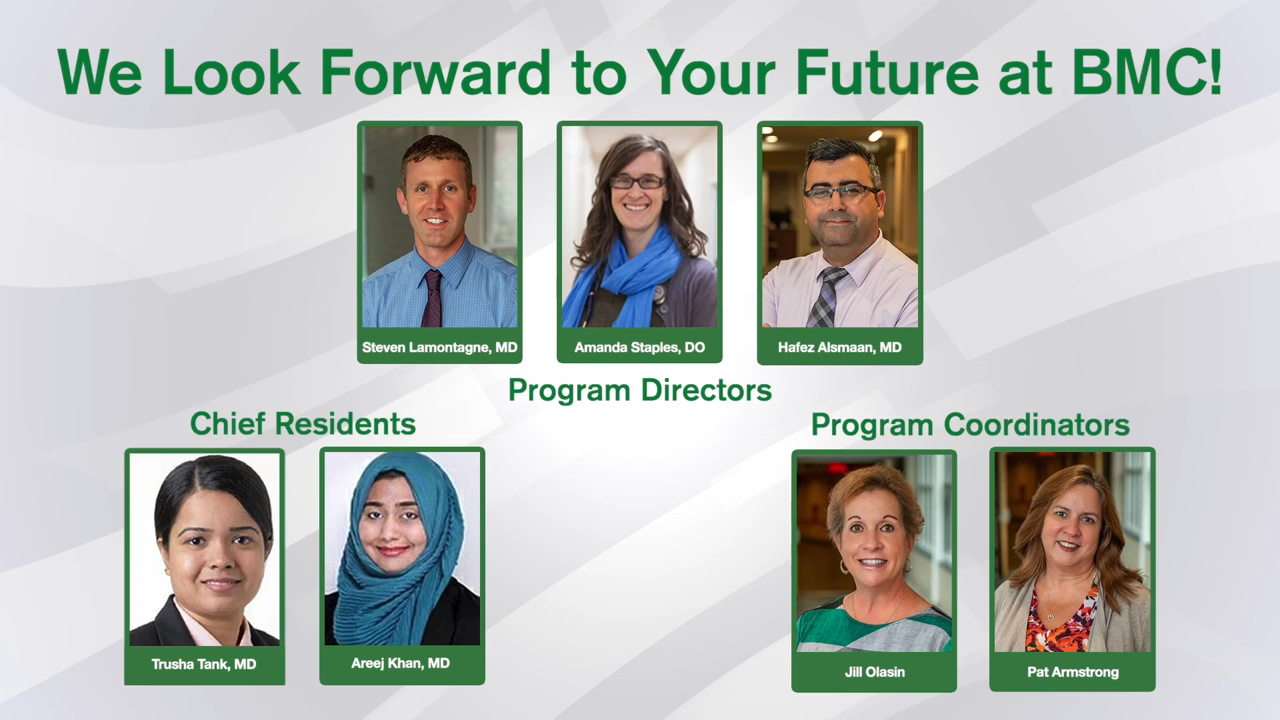 We Look Forward to Your Future at BMC!
Steven Lamontagne, MD
Amanda Staples, DO
Hafez Alsmaan, MD
Program Directors
Chief Residents
Program Coordinators
Trusha Tank, MD
Areej Khan, MD
Jill Olasin
Pat Armstrong